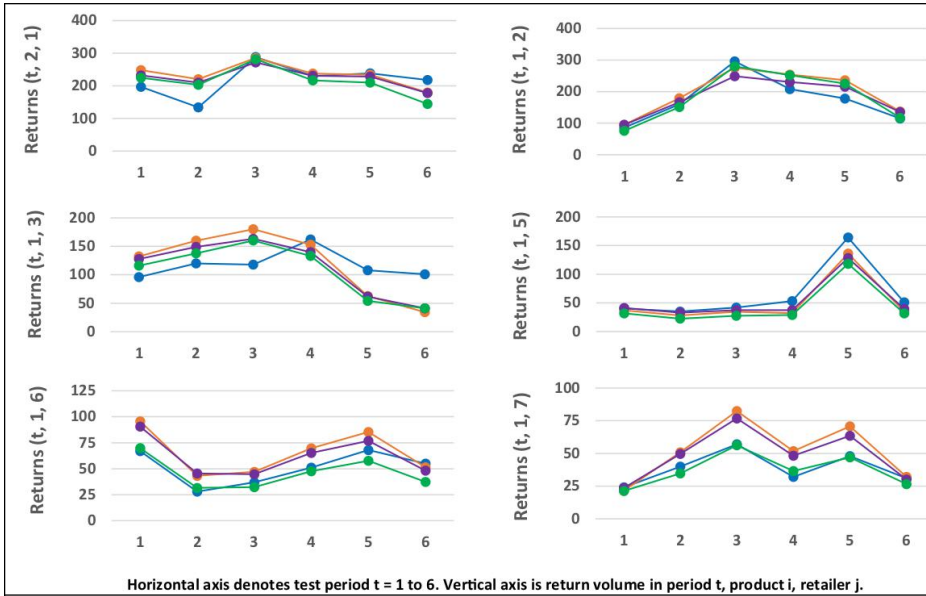 Returns (t, 2, 1)
400
300
200
100
0
1 2 3 4 5 6
Returns (t, 1, 2)
400
300
200
100
0
1 2 3 4 5 6
Returns (t, 1, 3)
200
150
100
50
0
1 2 3 4 5 6
Returns (t, 1, 5)
200
150
100
50
0
1 2 3 4 5 6
Returns (t, 1, 6)
125
100
75
50
25
0
1 2 3 4 5 6
Returns (t, 1, 7)
100
75
50
25
0
1 2 3 4 5 6
Horizontal axis denotes test period t = 1 to 6. Vertical axis is return volume in period t, product i, retailer j.